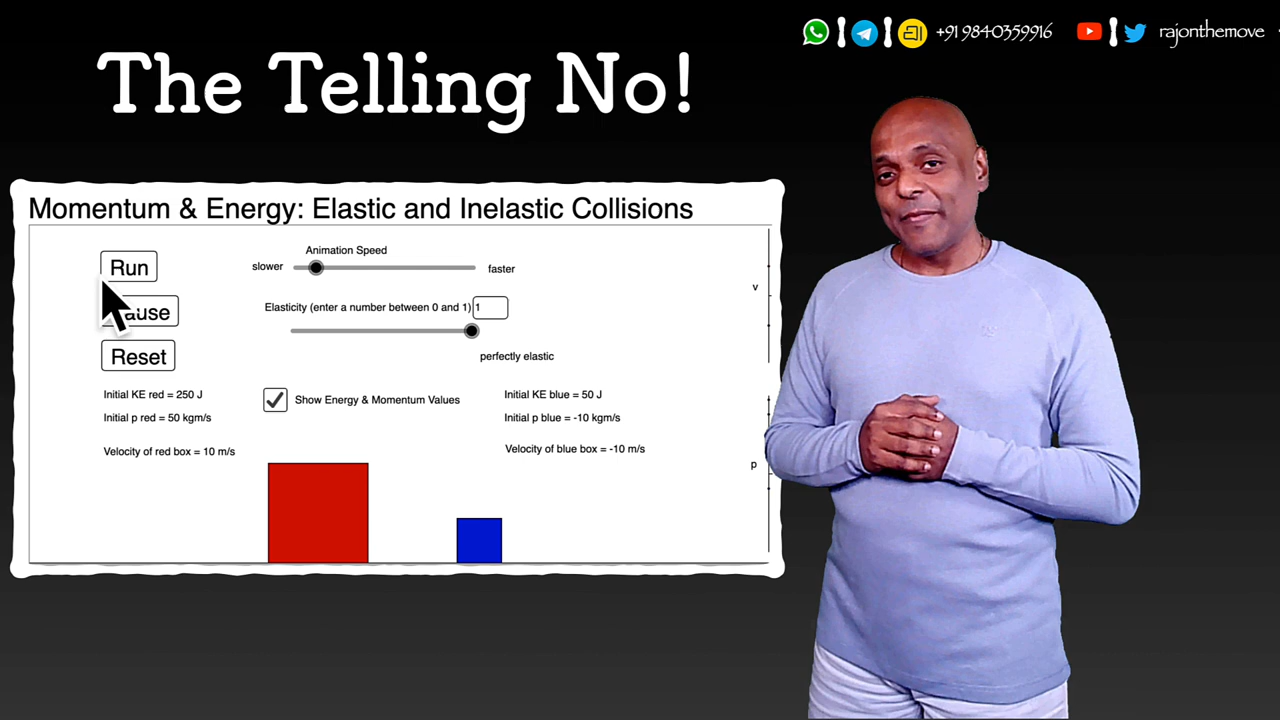 +91 9840359916 rajonthemove
The Telling No!
Momentum & Energy: Elastic and Inelastic Collisions
Run
Animation Speed
slower
faster
Elasticity (enter a number between 0 and 1) 1
ause
perfectly elastic
Reset
Initial KE red = 250 J
Initial p red = 50 kgm/s
Velocity of red box = 10 m/s
Show Energy & Momentum Values
Initial KE blue = 50 J
Initial p blue = -10 kgm/s
Velocity of blue box = -10 m/s
v
p